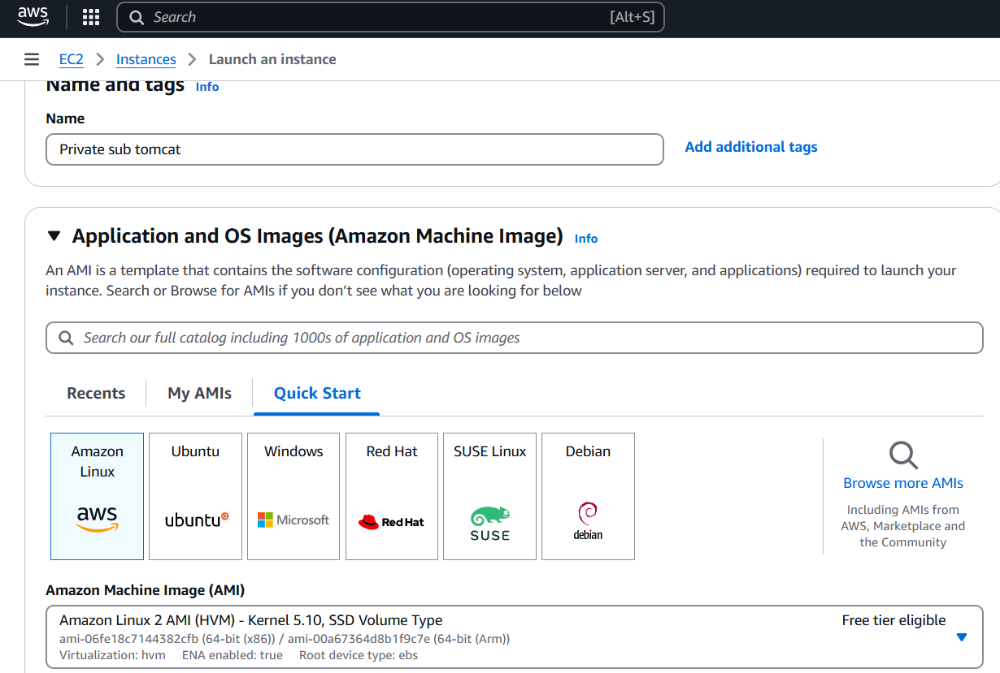 aws
Search [Alt+S]
EC2 Instances Launch an instance
Name and tags Info
Name
Private sub tomcat
Add additional tags
Application and OS Images (Amazon Machine Image) Info
An AMI is a template that contains the software configuration (operating system, application server, and applications) required to launch your
instance. Search or Browse for AMIs if you don’t see what you are looking for below
Search our full catalog including 1000s of application and OS images
Recents My AMIs Quick Start
Amazon
Linux
aws
Ubuntu
ubuntu
Windows
Microsoft
Red Hat
Red Hat
SUSE Linux
SUSE
Debian
debian
Browse more AMIs
Including AMIs from
AWS, Marketplace and
the Community
Amazon Machine Image (AMI)
Amazon Linux 2 AMI (HVM) - Kernel 5.10, SSD Volume Type Free tier eligible
ami-06fe18c7144382cfb (64-bit (x86)) / ami-00a67364d8b1f9c7e (64-bit (Arm))
Virtualization: hvm ENA enabled: true Root device type: ebs